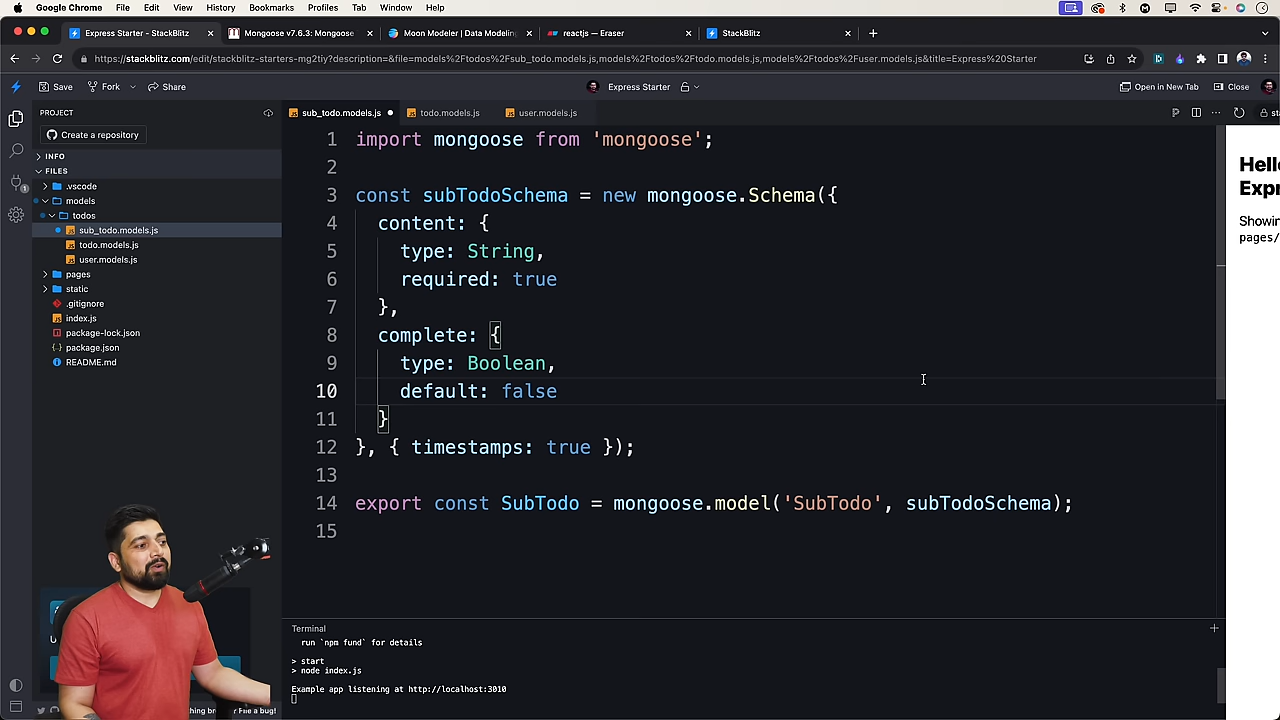 Google Chrome File Edit View History Bookmarks Profiles Tab Window Help
Express Starter - StackBlitz
Mongoose v7.6.3: Mongoose
Moon Modeler | Data Modeling
reactjs — Eraser
StackBlitz
https://stackblitz.com/edit/stackblitz-starters-mg2tiy?description=&file=models%2Ftodos%2Fsub_todo.models.js,models%2Ftodos%2Ftodo.models.js,models%2Ftodos%2Fuser.models.js&title=Express%20Starter
Save Fork Share
Express Starter
Open in New Tab Close
PROJECT
Create a repository
INFO
FILES
.vscode
models
todos
sub_todo.models.js
todo.models.js
user.models.js
pages
static
.gitignore
index.js
package-lock.json
package.json
README.md
sub_todo.models.js todo.models.js user.models.js
1 import mongoose from 'mongoose';
2
3 const subTodoSchema = new mongoose.Schema({
4 content: {
5 type: String,
6 required: true
7 },
8 complete: {
9 type: Boolean,
10 default: false
11 }
12 }, { timestamps: true });
13
14 export const SubTodo = mongoose.model('SubTodo', subTodoSchema);
15
Terminal
run `npm fund` for details
> start
> node index.js
Example app listening at http://localhost:3010
Hell
Expr
Showin
pages/
File a bug!